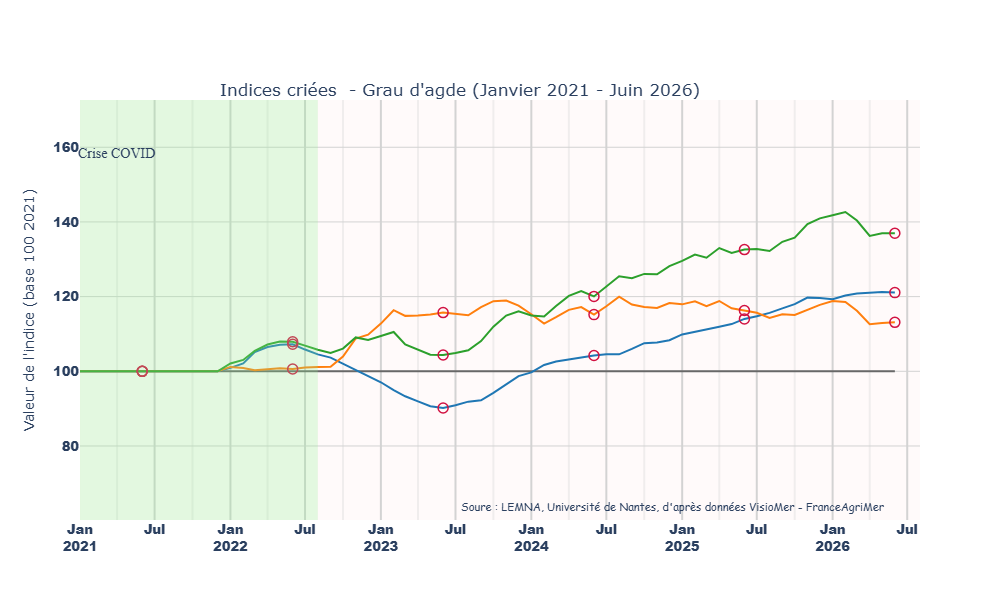 Indices criées  - Grau d'agde (Janvier 2021 - Juin 2026)
Valeur de l'indice (base 100 2021)
160
Crise COVID
140
120
100
80
Soure : LEMNA, Université de Nantes, d'après données VisioMer - FranceAgriMer
Jan Jul Jan Jul Jan Jul Jan Jul Jan Jul Jan Jul
2021 2022 2023 2024 2025 2026